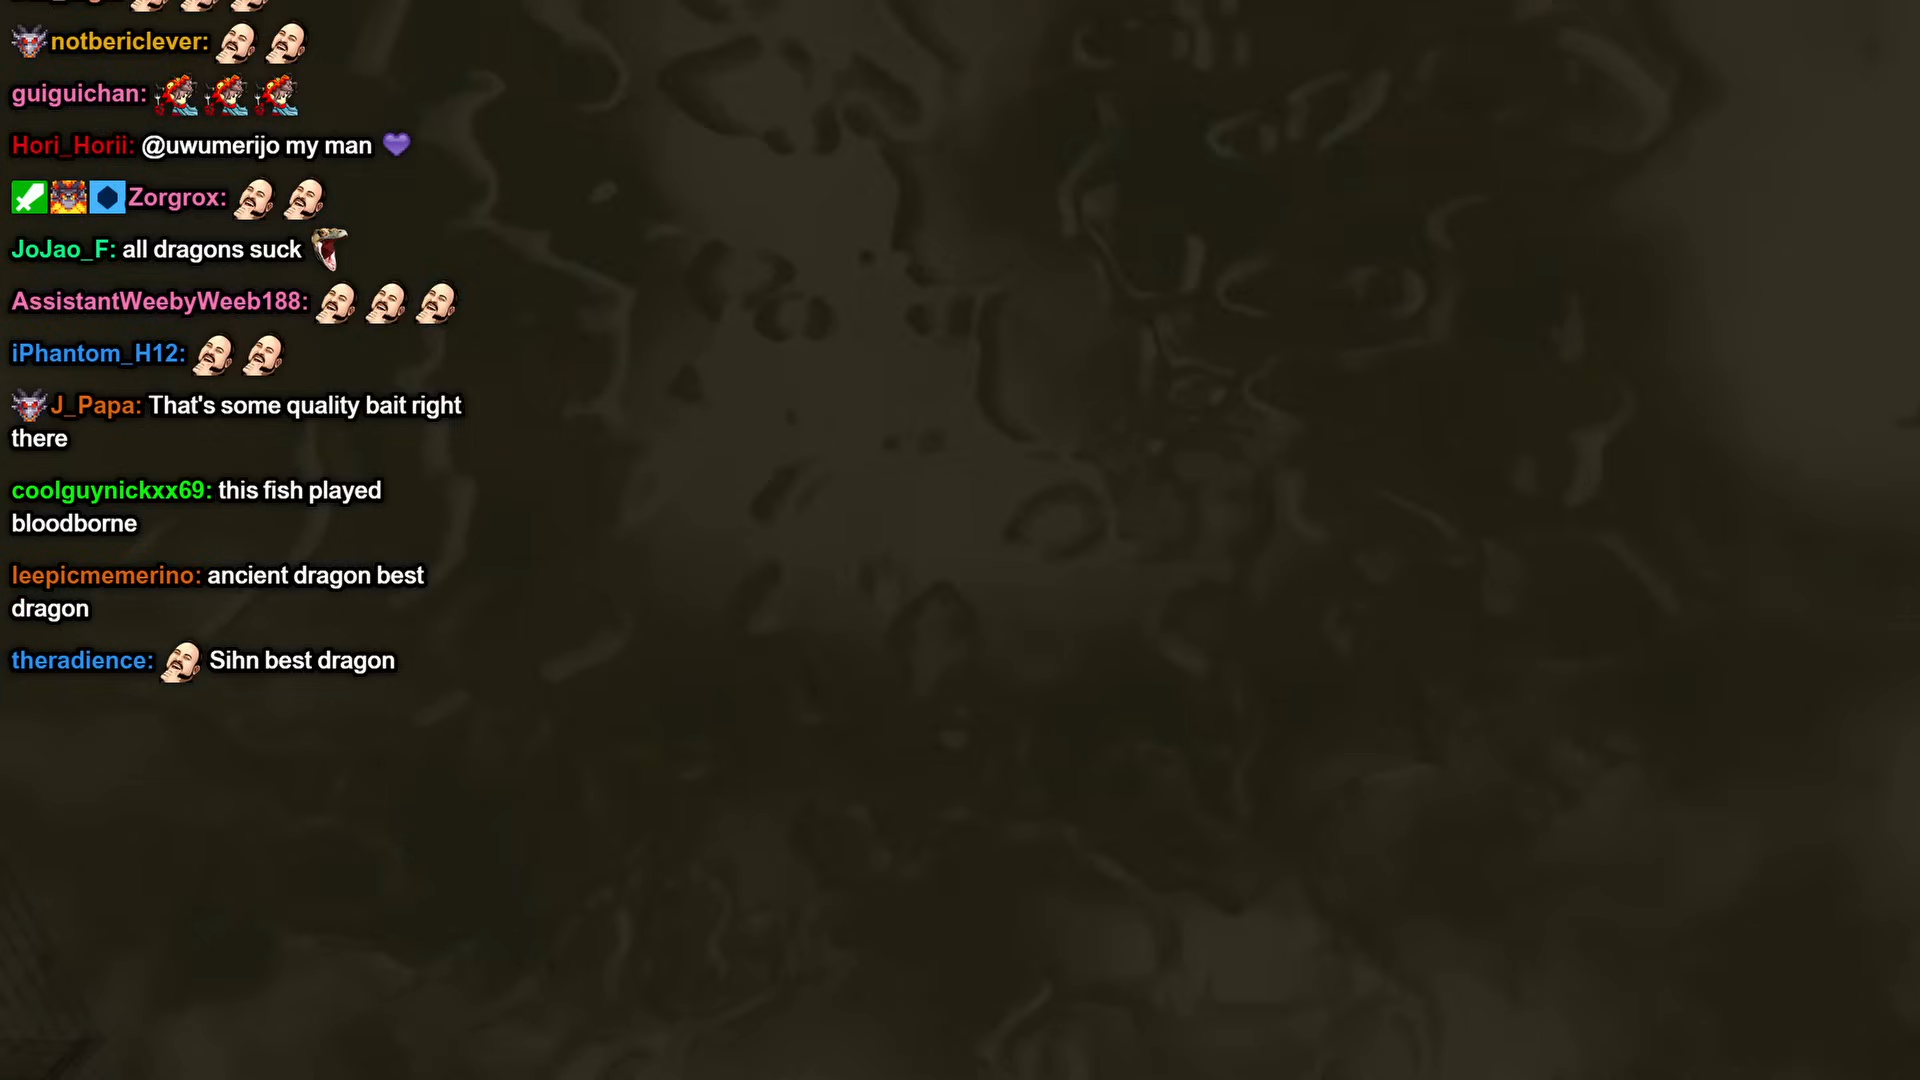 notbericlever:
guiguichan:
Hori_Horii: @uwumerijo my man
Zorgrox:
JoJao_F: all dragons suck
AssistantWeebyWeeb188:
iPhantom_H12:
J_Papa: That's some quality bait right
there
coolguynickxx69: this fish played
bloodborne
leepicmemerino: ancient dragon best
dragon
theradience: Sihn best dragon